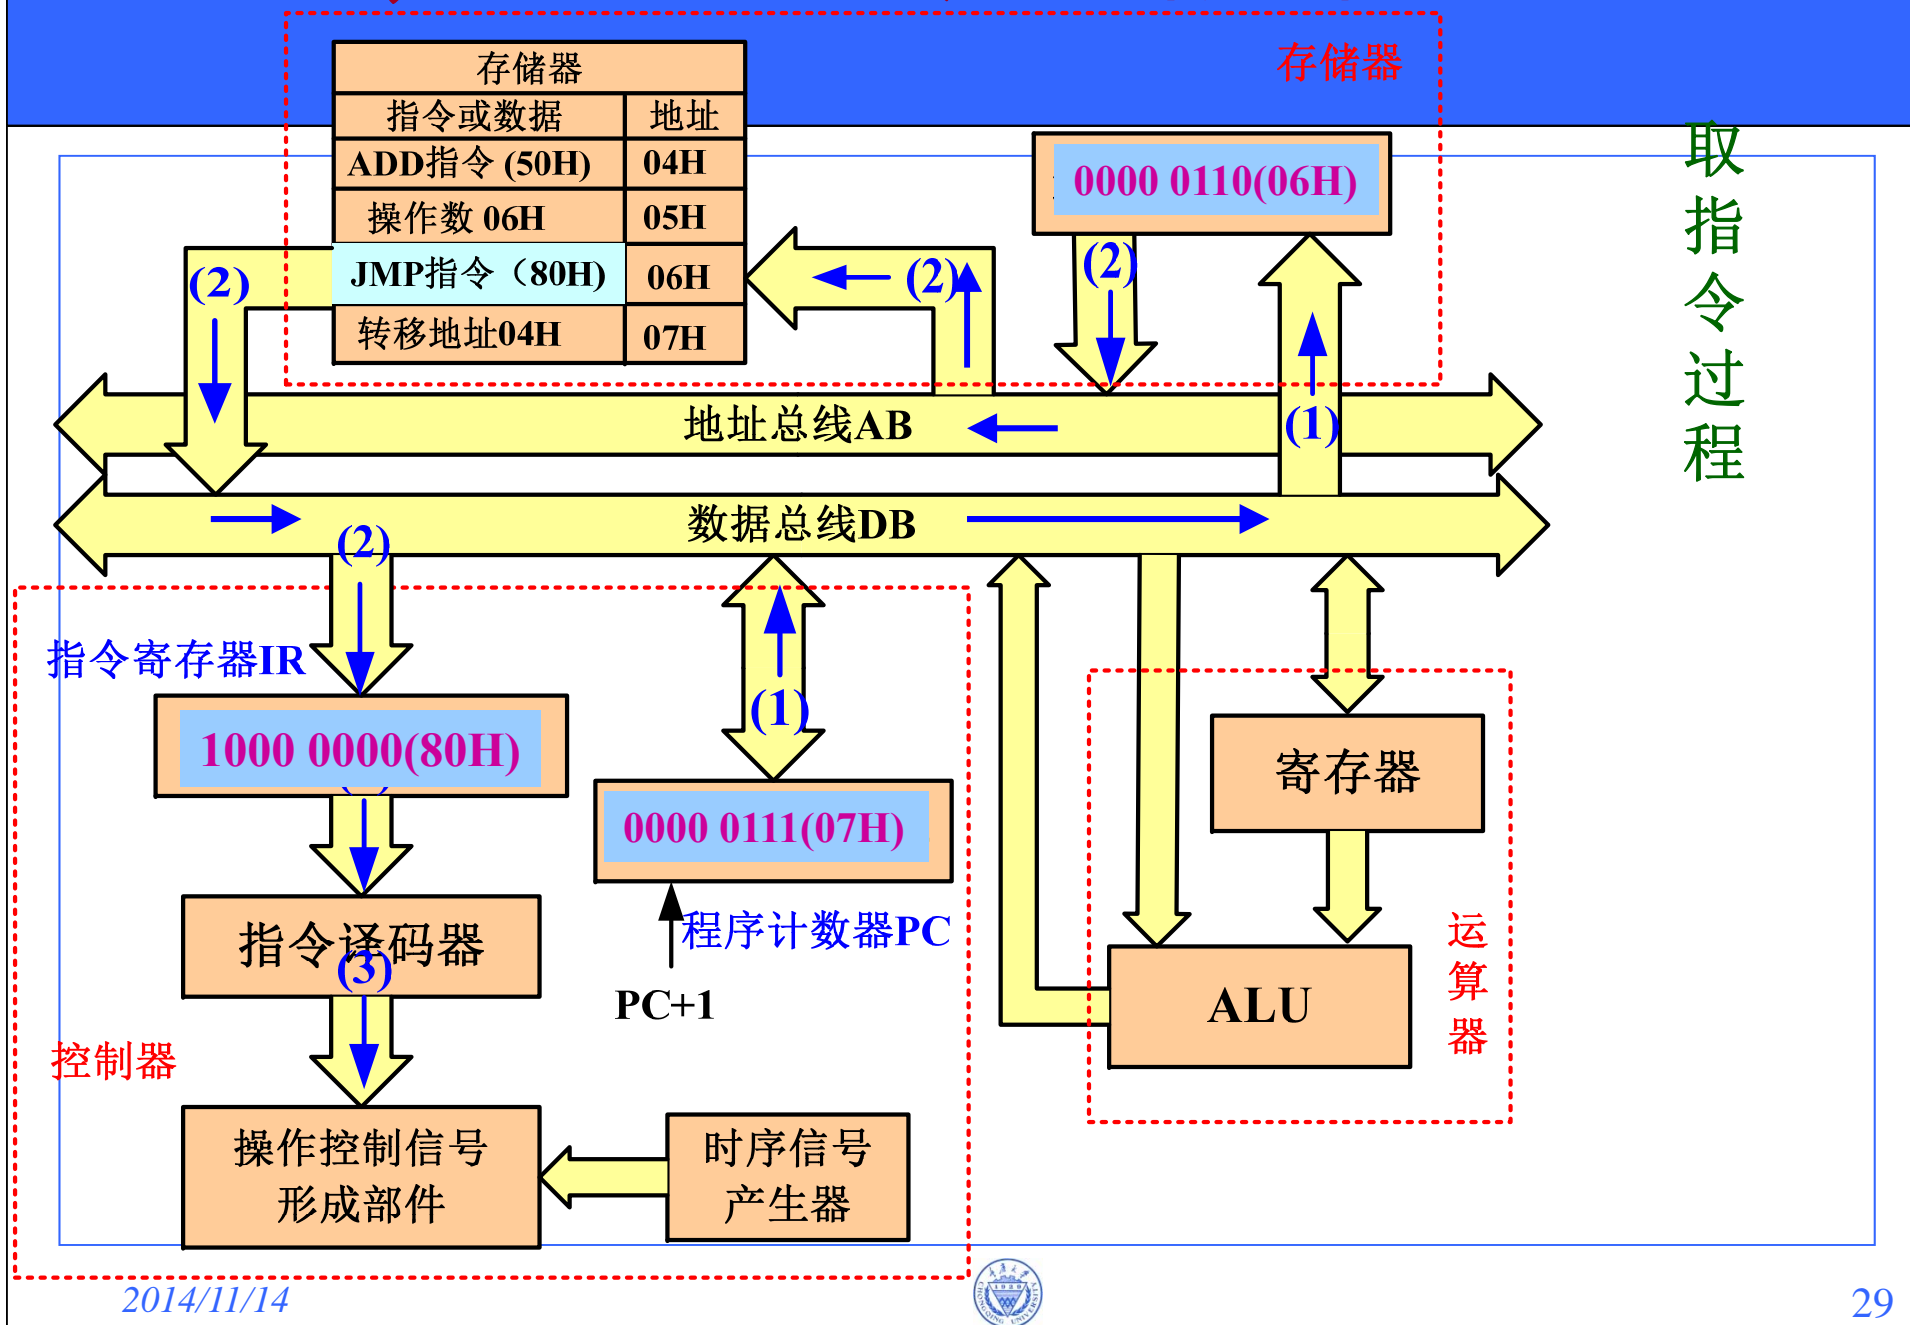 存储器
存储器
指令或数据 地址
ADD指令 (50H) 04H
操作数 06H 05H
JMP指令（80H) 06H
转移地址04H 07H
0000 0110(06H)
取指令过程
(2)
(2)
(2)
(1)
地址总线AB
数据总线DB
(2)
指令寄存器IR
(1)
1000 0000(80H)
0000 0111(07H)
寄存器
程序计数器PC
PC+1
指令译码器
(3)
ALU
运算器
控制器
操作控制信号
形成部件
时序信号
产生器
2014/11/14
29